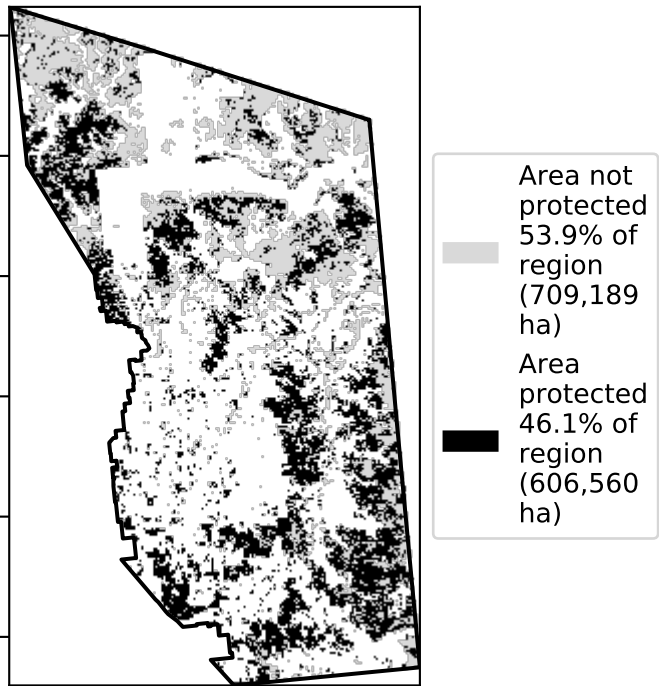 Area not
protected
53.9% of
region
(709,189
ha)
Area
protected
46.1% of
region
(606,560
ha)